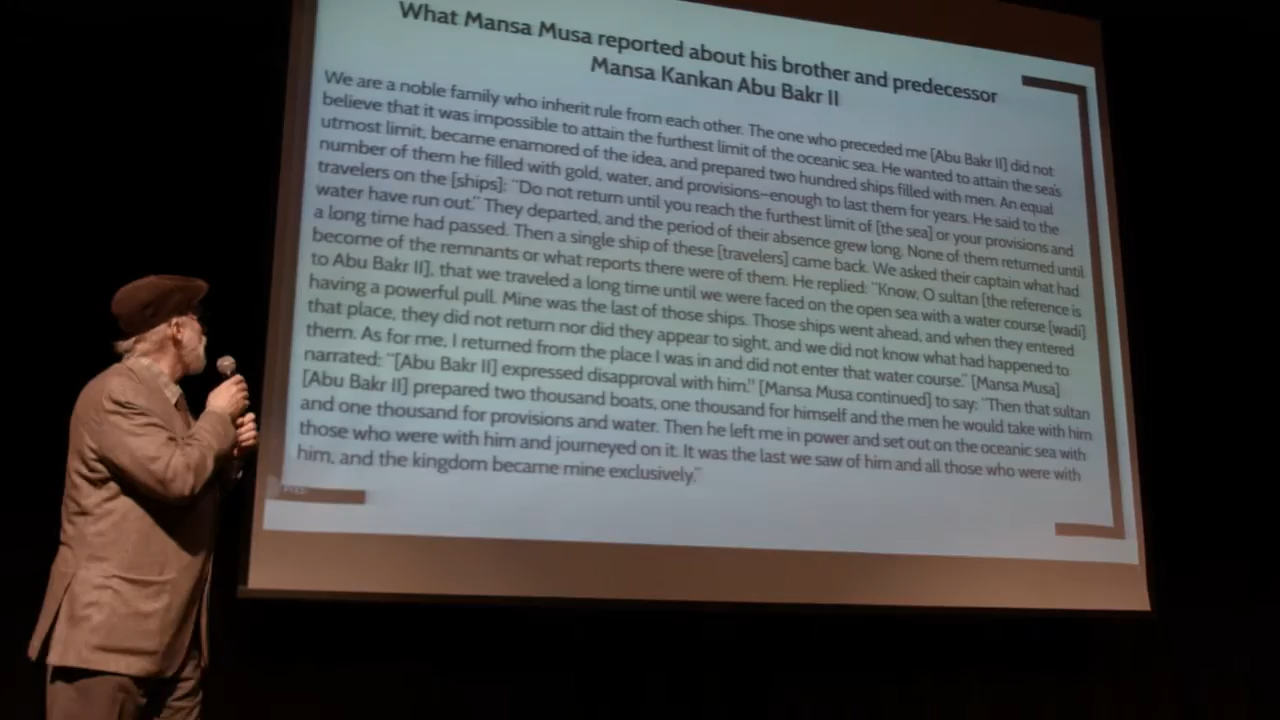 What Mansa Musa reported about his brother and predecessor
Mansa Kankan Abu Bakr II
We are a noble family who inherit rule from each other. The one who preceded me [Abu Bakr II] did not
believe that it was impossible to attain the furthest limit of the oceanic sea. He wanted to attain the sea's
utmost limit, became enamored of the idea, and prepared two hundred ships filled with men. An equal
number of them he filled with gold, water, and provisions—enough to last them for years. He said to the
travelers on the [ships]: "Do not return until you reach the furthest limit of [the sea] or your provisions and
water have run out." They departed, and the period of their absence grew long. None of them returned until
a long time had passed. Then a single ship of these [travelers] came back. We asked their captain what had
become of the remnants or what reports there were of them. He replied: "Know, O sultan [the reference is
to Abu Bakr II], that we traveled a long time until we were faced on the open sea with a water course [wadi]
having a powerful pull. Mine was the last of those ships. Those ships went ahead, and when they entered
that place, they did not return nor did they appear to sight, and we did not know what had happened to
them. As for me, I returned from the place I was in and did not enter that water course." [Mansa Musa]
narrated: "[Abu Bakr II] expressed disapproval with him." [Mansa Musa continued] to say: "Then that sultan
[Abu Bakr II] prepared two thousand boats, one thousand for himself and the men he would take with him
and one thousand for provisions and water. Then he left me in power and set out on the oceanic sea with
those who were with him and journeyed on it. It was the last we saw of him and all those who were with
him, and the kingdom became mine exclusively."